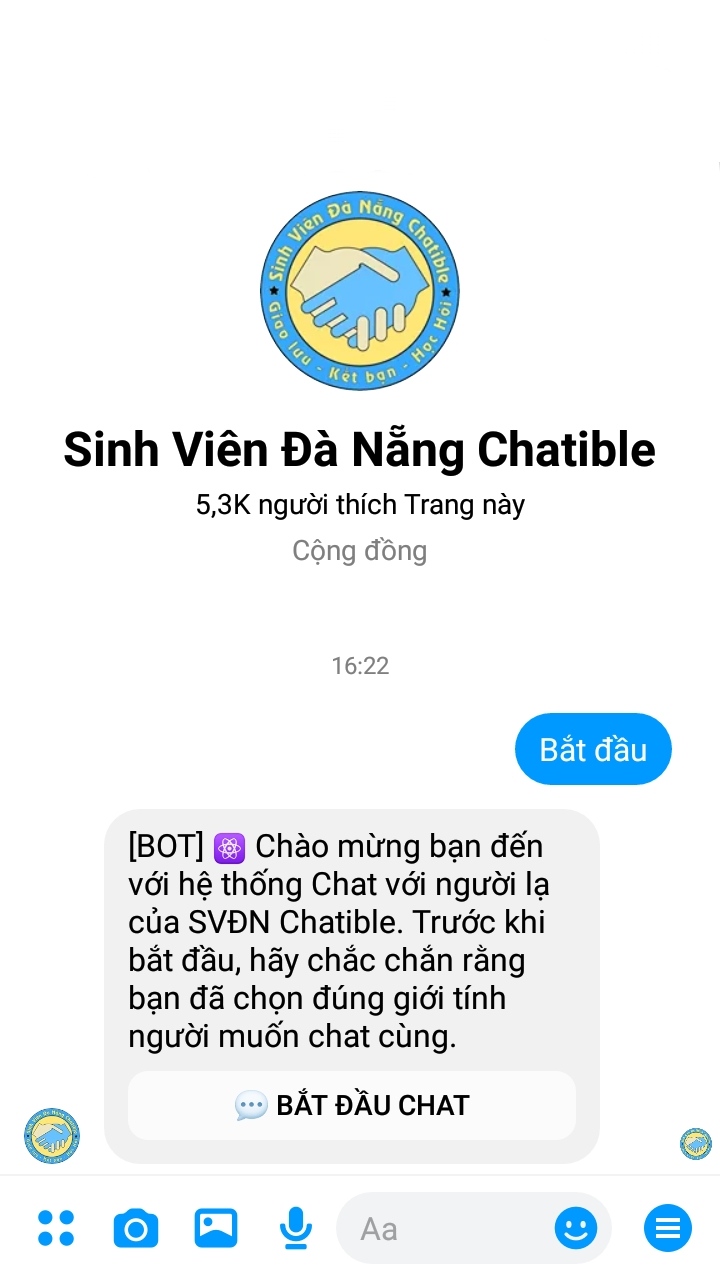 Sinh Viên Đà Nẵng Chatible
Giao lưu - Kết bạn - Học Hỏi
Sinh Viên Đà Nẵng Chatible
5,3K người thích Trang này
Cộng đồng
16:22
Bắt đầu
[BOT] ⚛️ Chào mừng bạn đến
với hệ thống Chat với người lạ
của SVĐN Chatible. Trước khi
bắt đầu, hãy chắc chắn rằng
bạn đã chọn đúng giới tính
người muốn chat cùng.
💬 BẮT ĐẦU CHAT
Aa